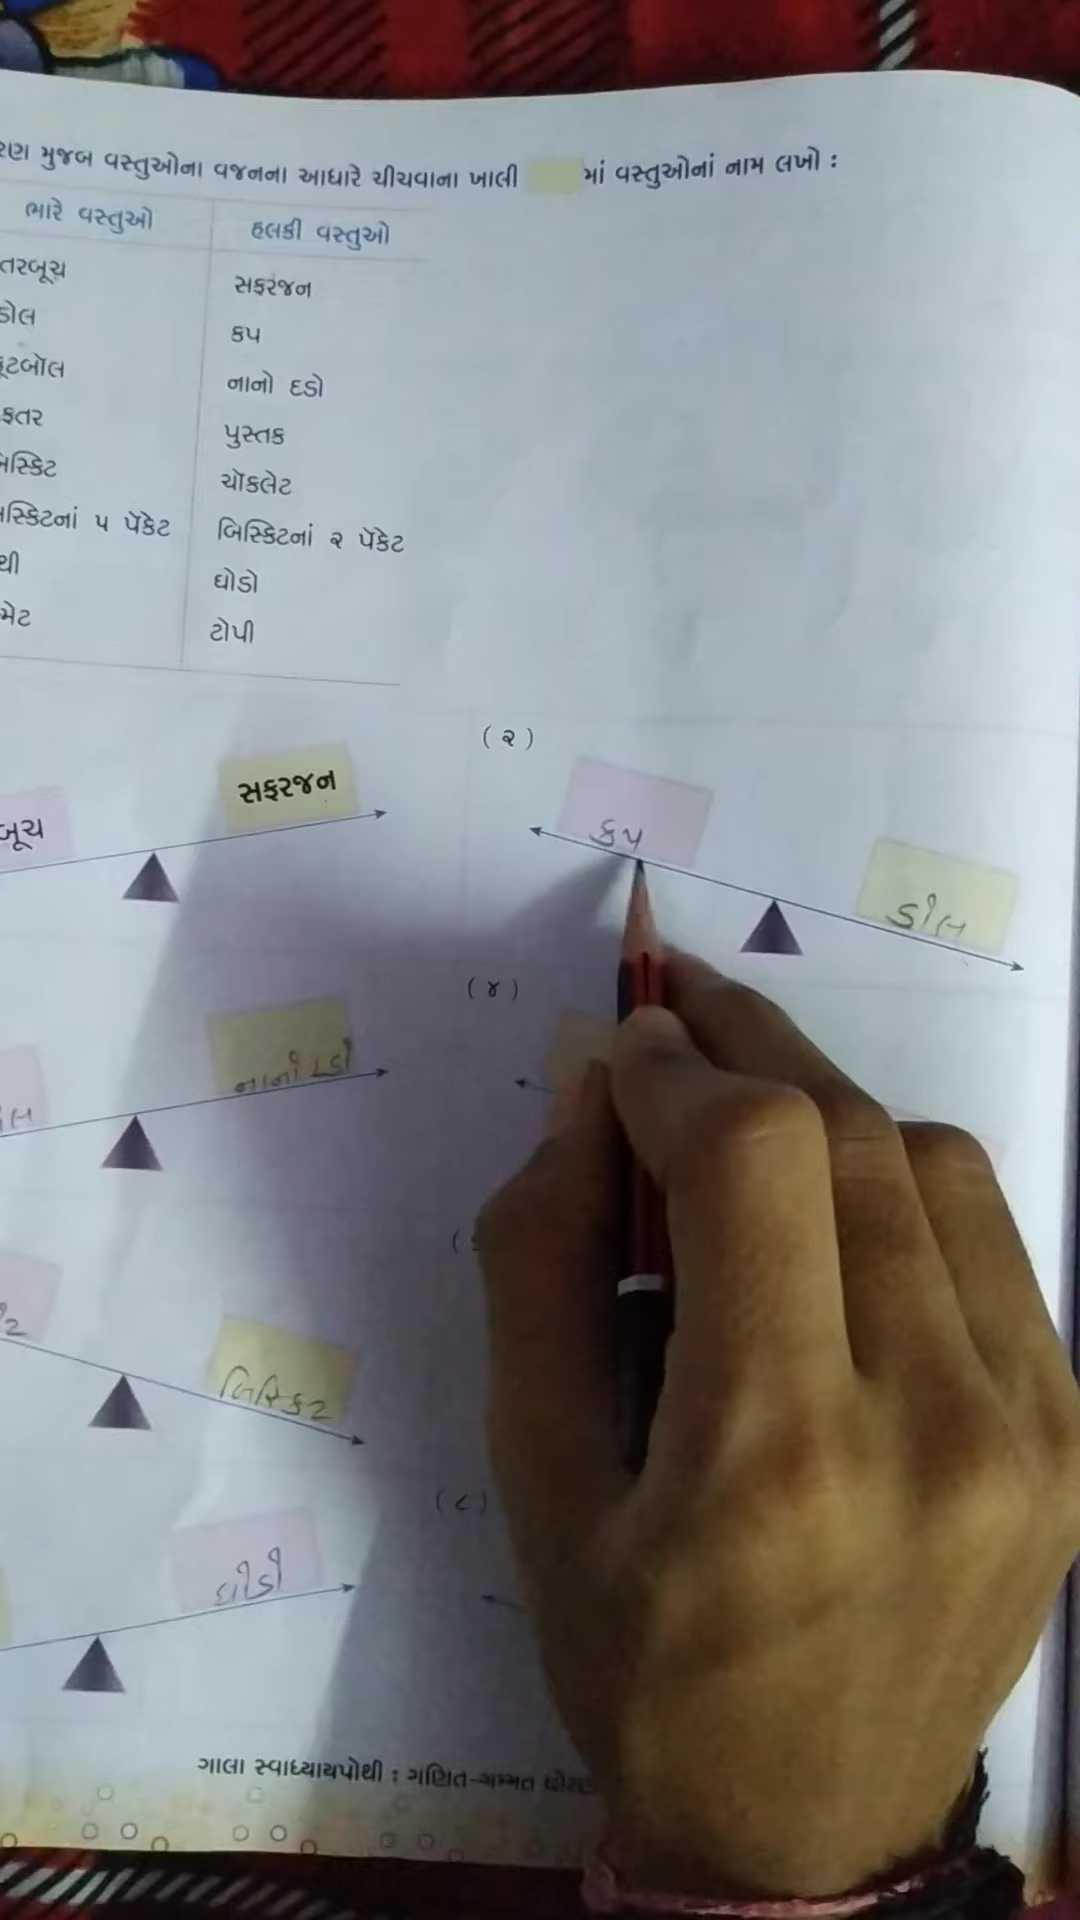 મુજબ વસ્તુઓના વજનના આધારે ચીચવાના ખાલી માં વસ્તુઓનાં નામ લખો :
ભારે વસ્તુઓ હલકી વસ્તુઓ
તરબૂચ સફરજન
ડોલ કપ
ફૂટબૉલ નાનો દડો
પુસ્તક
ચૉકલેટ
૫ પૅકેટ બિસ્કિટનાં ૨ પૅકેટ
ઘોડો
ટોપી
સફરજન
(૨)
કપ
ડોલ
નાનો દડો
(૪)
બિસ્કિટ
ઘોડો
(૮)
ગાલા સ્વાધ્યાયપોથી : ગણિત-ગમ્મત